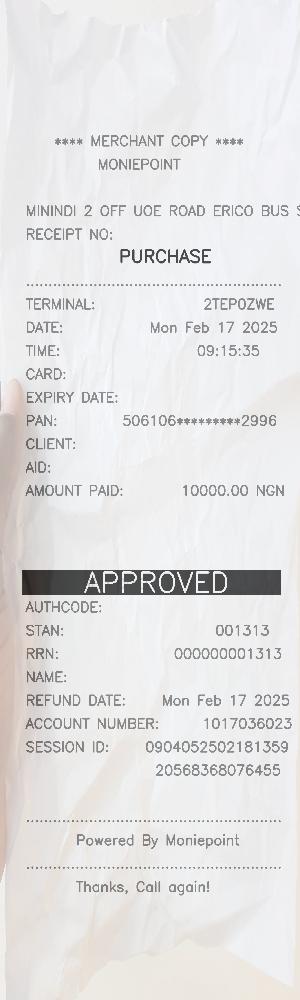 **** MERCHANT COPY ****
MONIEPOINT
MININDI 2 OFF UOE ROAD ERICO BUS
RECEIPT NO:
PURCHASE
TERMINAL: 2TEP0ZWE
DATE: Mon Feb 17 2025
TIME: 09:15:35
CARD:
EXPIRY DATE:
PAN: 506106*********2996
CLIENT:
AID:
AMOUNT PAID: 10000.00 NGN
APPROVED
AUTHCODE:
STAN: 001313
RRN: 000000001313
NAME:
REFUND DATE: Mon Feb 17 2025
ACCOUNT NUMBER: 1017036023
SESSION ID: 0904052502181359
20568368076455
Powered By Moniepoint
Thanks, Call again!